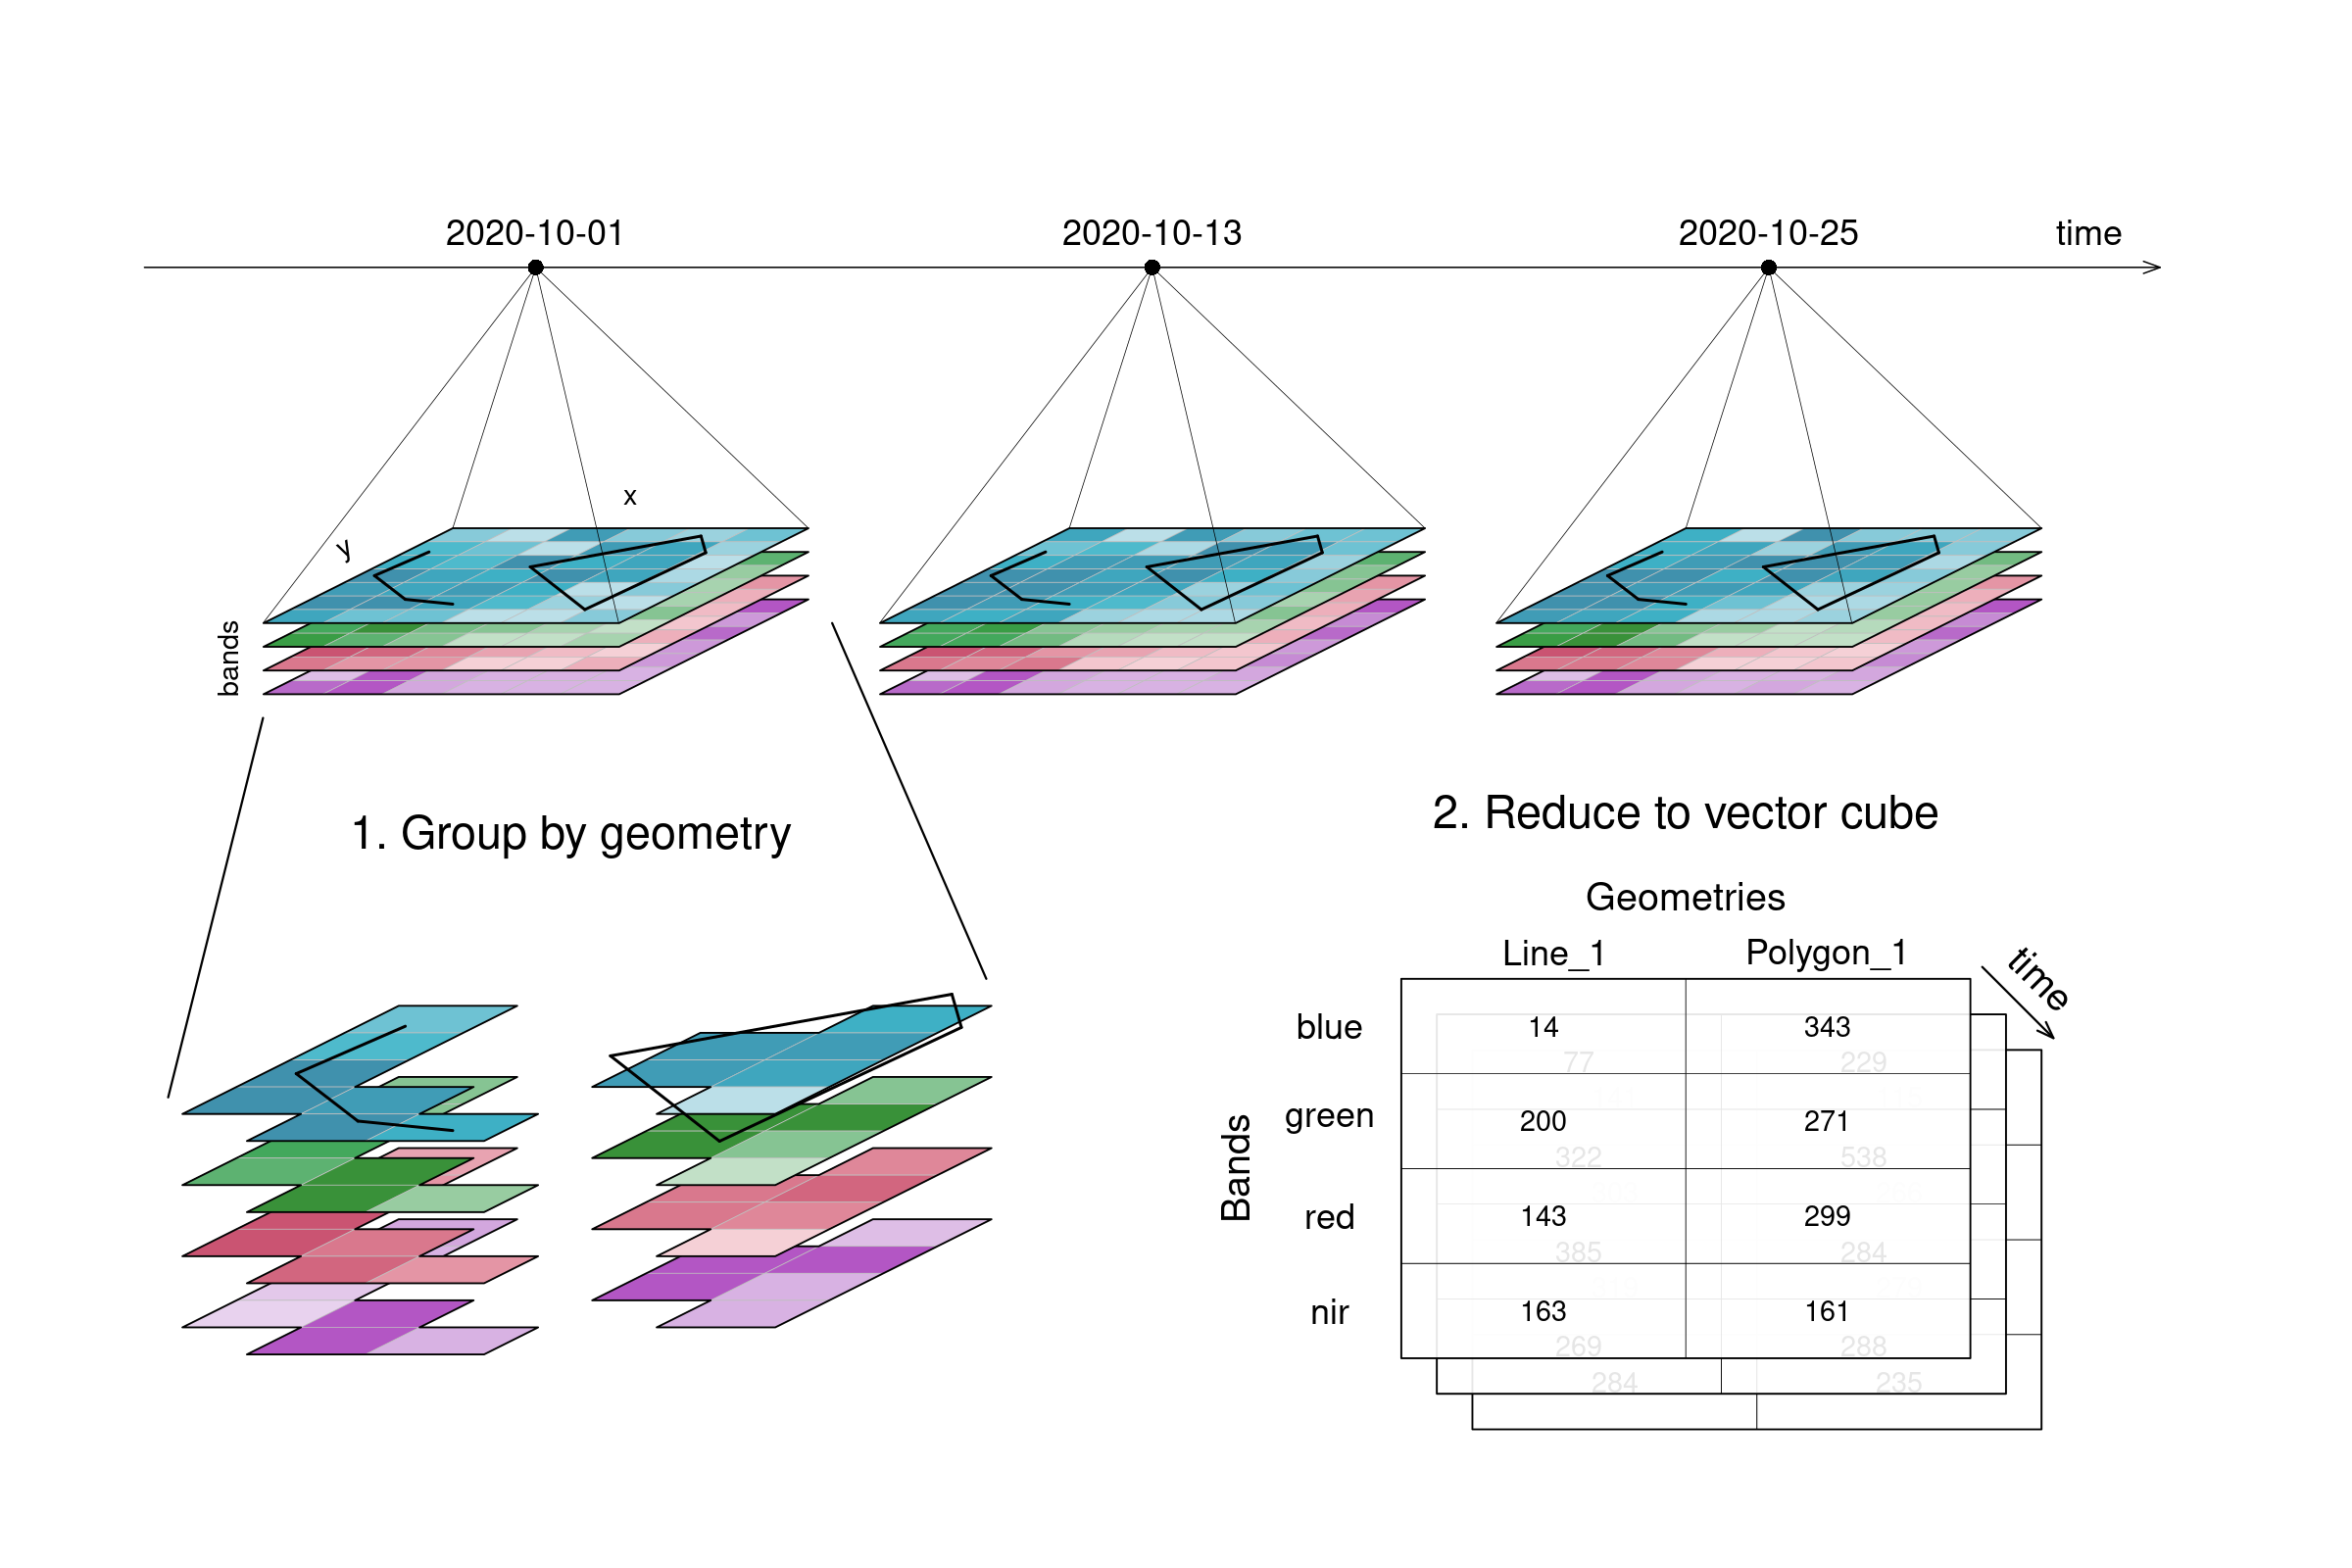 2020-10-01 2020-10-13 2020-10-25 time
x
y
bands
1. Group by geometry
2. Reduce to vector cube
Geometries
Line_1 Polygon_1
time
Bands
blue 14 343
77 229
green 200 271
322 538
red 143 299
385 284
nir 163 161
269 288
284 235